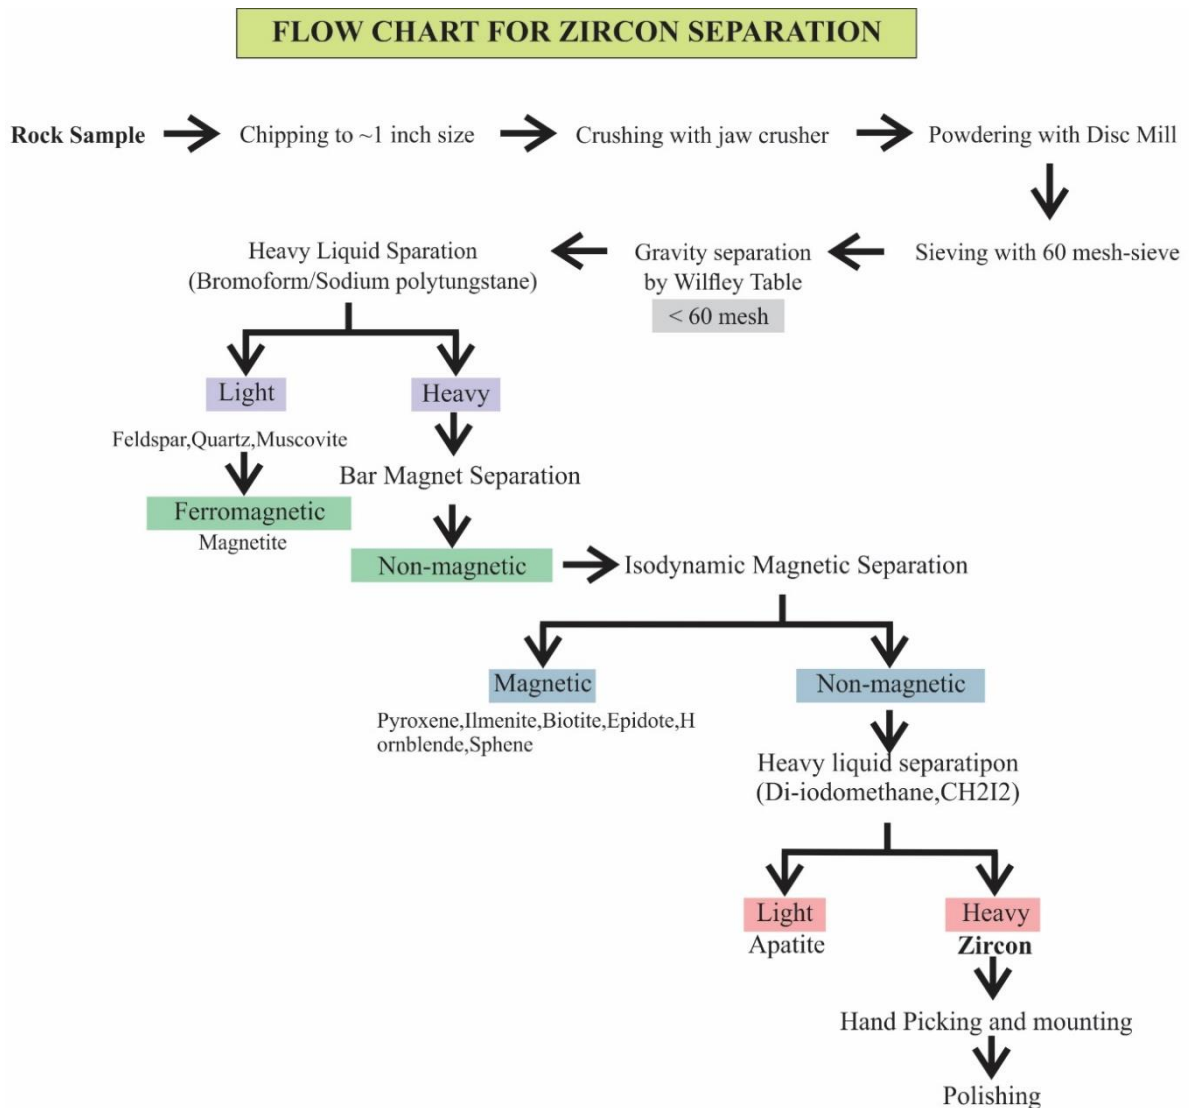 FLOW CHART FOR ZIRCON SEPARATION
Rock Sample
Chipping to ~1 inch size
Crushing with jaw crusher
Powdering with Disc Mill
Sieving with 60 mesh-sieve
Gravity separation
by Wilfley Table
< 60 mesh
Heavy Liquid Sparation
(Bromoform/Sodium polytungstane)
Light
Heavy
Feldspar,Quartz,Muscovite
Bar Magnet Separation
Ferromagnetic
Magnetite
Non-magnetic
Isodynamic Magnetic Separation
Magnetic
Non-magnetic
Pyroxene,Ilmenite,Biotite,Epidote,H
ornblende,Sphene
Heavy liquid separatipon
(Di-iodomethane,CH2I2)
Light
Heavy
Apatite
Zircon
Hand Picking and mounting
Polishing